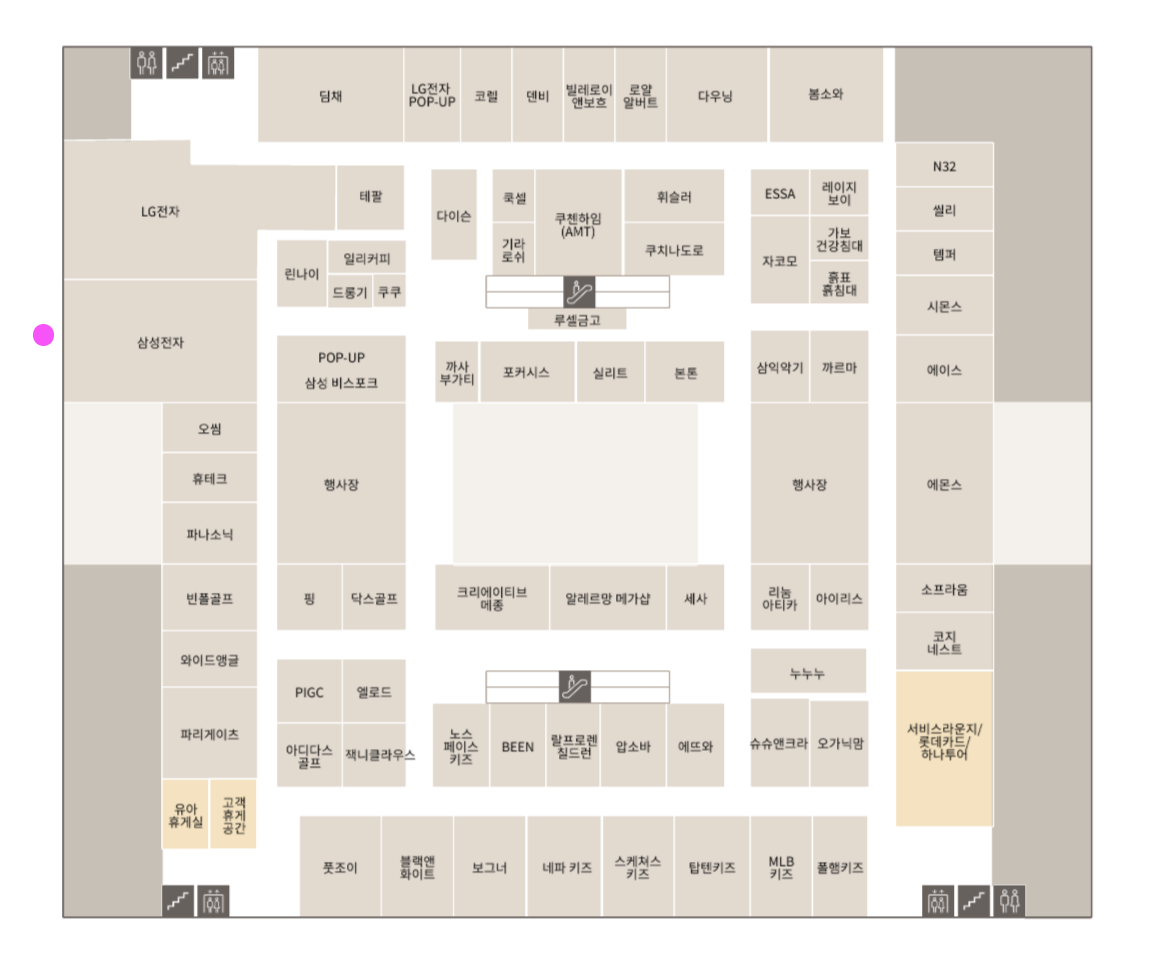 딤채
LG전자
POP-UP
코렐
덴비
빌레로이
앤보흐
로얄
알버트
다우닝
봄소와
N32
LG전자
테팔
다이슨
쿡셀
쿠첸하임
(AMT)
휘슬러
ESSA
레이지
보이
씰리
기라
로쉬
쿠치나도로
자코모
가보
건강침대
템퍼
린나이
일리커피
드롱기
쿠쿠
흙표
흙침대
시몬스
루셀금고
삼성전자
POP-UP
삼성 비스포크
까사
부가티
포커시스
실리트
본톤
삼익악기
까르마
에이스
오씸
휴테크
파나소닉
행사장
행사장
에몬스
빈폴골프
핑
닥스골프
크리에이티브
메종
알레르망 메가샵
세사
리눔
아티카
아이리스
소프라움
코지
네스트
와이드앵글
PIGC
엘로드
누누누
파리게이츠
아디다스
골프
잭니클라우스
노스
페이스
키즈
BEEN
랄프로렌
칠드런
압소바
에뜨와
슈슈앤크라
오가닉맘
서비스라운지/
롯데카드/
하나투어
유아
휴게실
고객
휴게
공간
풋조이
블랙앤
화이트
보그너
네파 키즈
스케쳐스
키즈
탑텐키즈
MLB
키즈
폴햄키즈